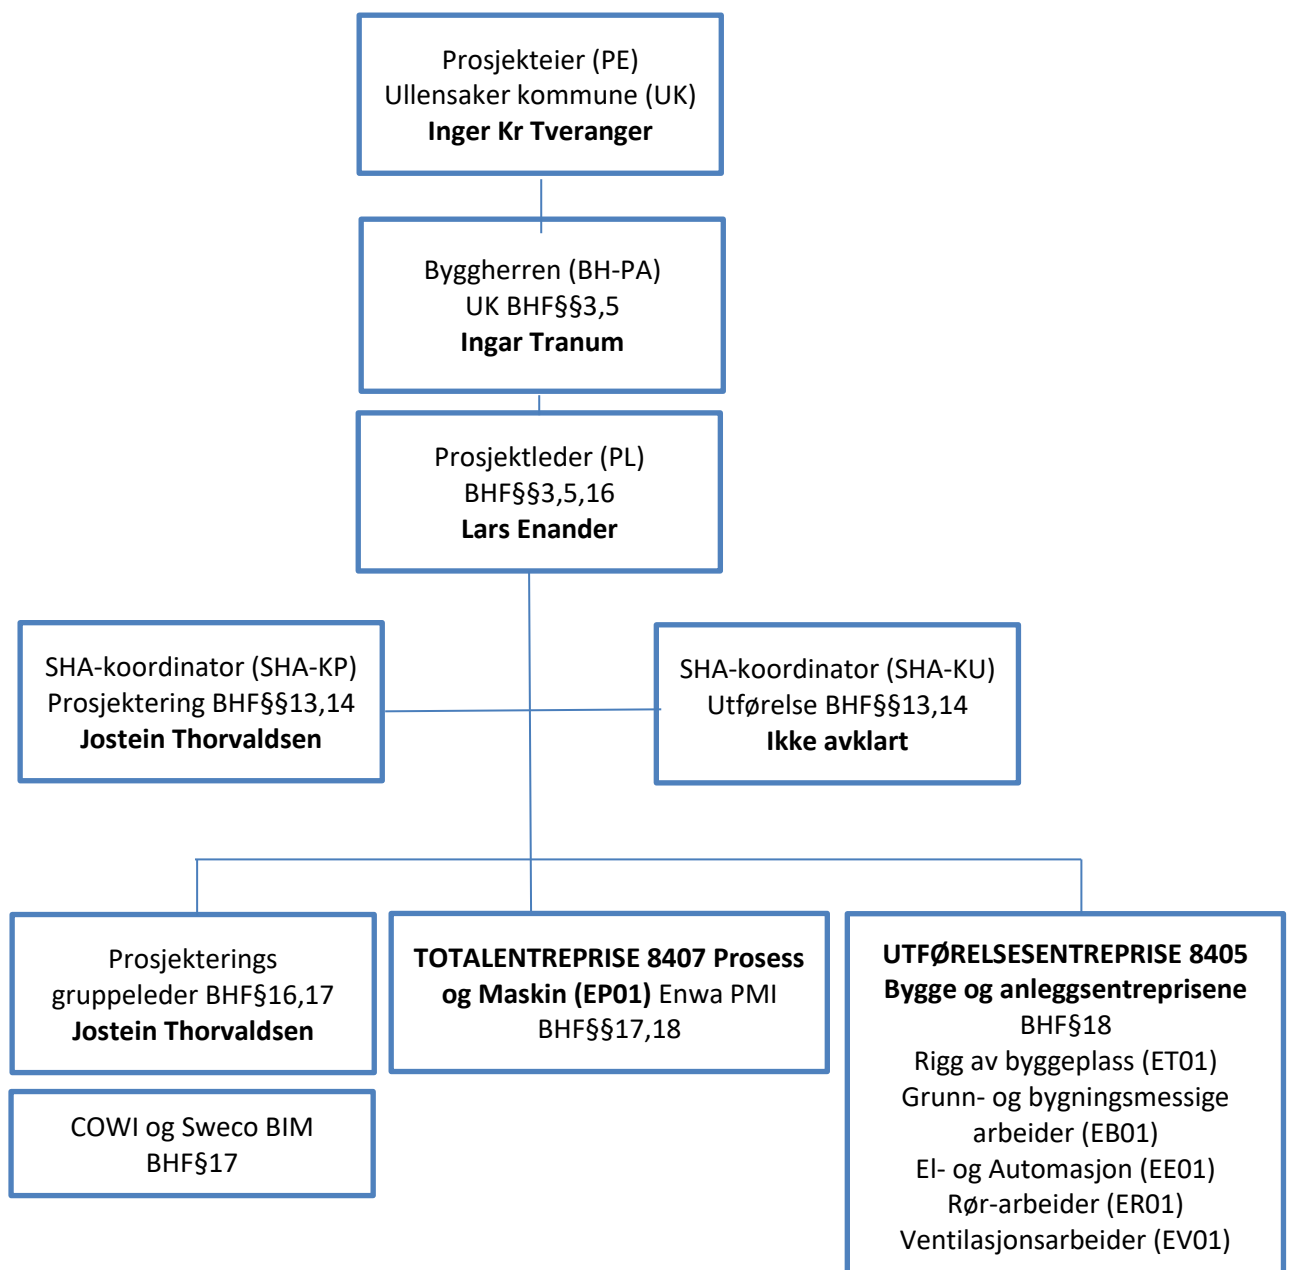 Prosjekteier (PE)
Ullensaker kommune (UK)
Inger Kr Tveranger
Byggherren (BH-PA)
UK BHF§§3,5
Ingar Tranum
Prosjektleder (PL)
BHF§§3,5,16
Lars Enander
SHA-koordinator (SHA-KP)
Prosjektering BHF§§13,14
Jostein Thorvaldsen
SHA-koordinator (SHA-KU)
Utførelse BHF§§13,14
Ikke avklart
Prosjekterings
gruppeleder BHF§16,17
Jostein Thorvaldsen
COWI og Sweco BIM
BHF§17
TOTALENTREPRISE 8407 Prosess
og Maskin (EP01) Enwa PMI
BHF§§17,18
UTFØRELSESENTREPRISE 8405
Bygge og anleggsentreprisene
BHF§18
Rigg av byggeplass (ET01)
Grunn- og bygningsmessige
arbeider (EB01)
El- og Automasjon (EE01)
Rør-arbeider (ER01)
Ventilasjonsarbeider (EV01)